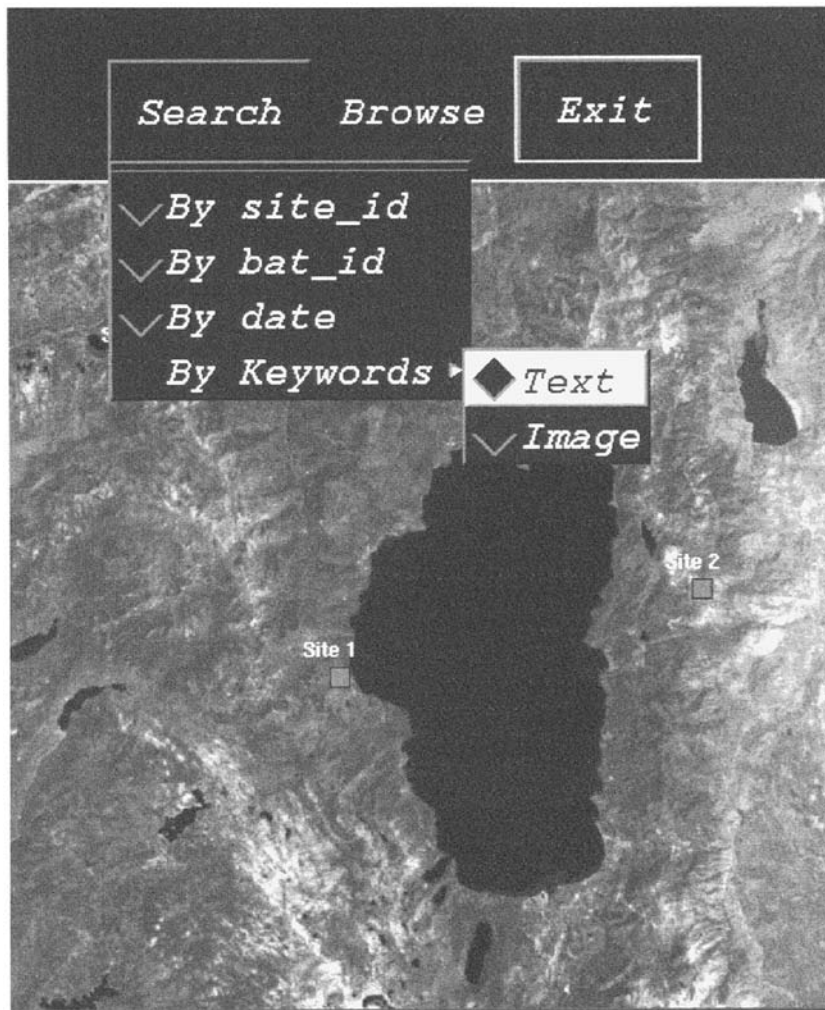 Search Browse Exit
By site_id
By bat_id
By date
By Keywords
Text
Image
Site 2
Site 1